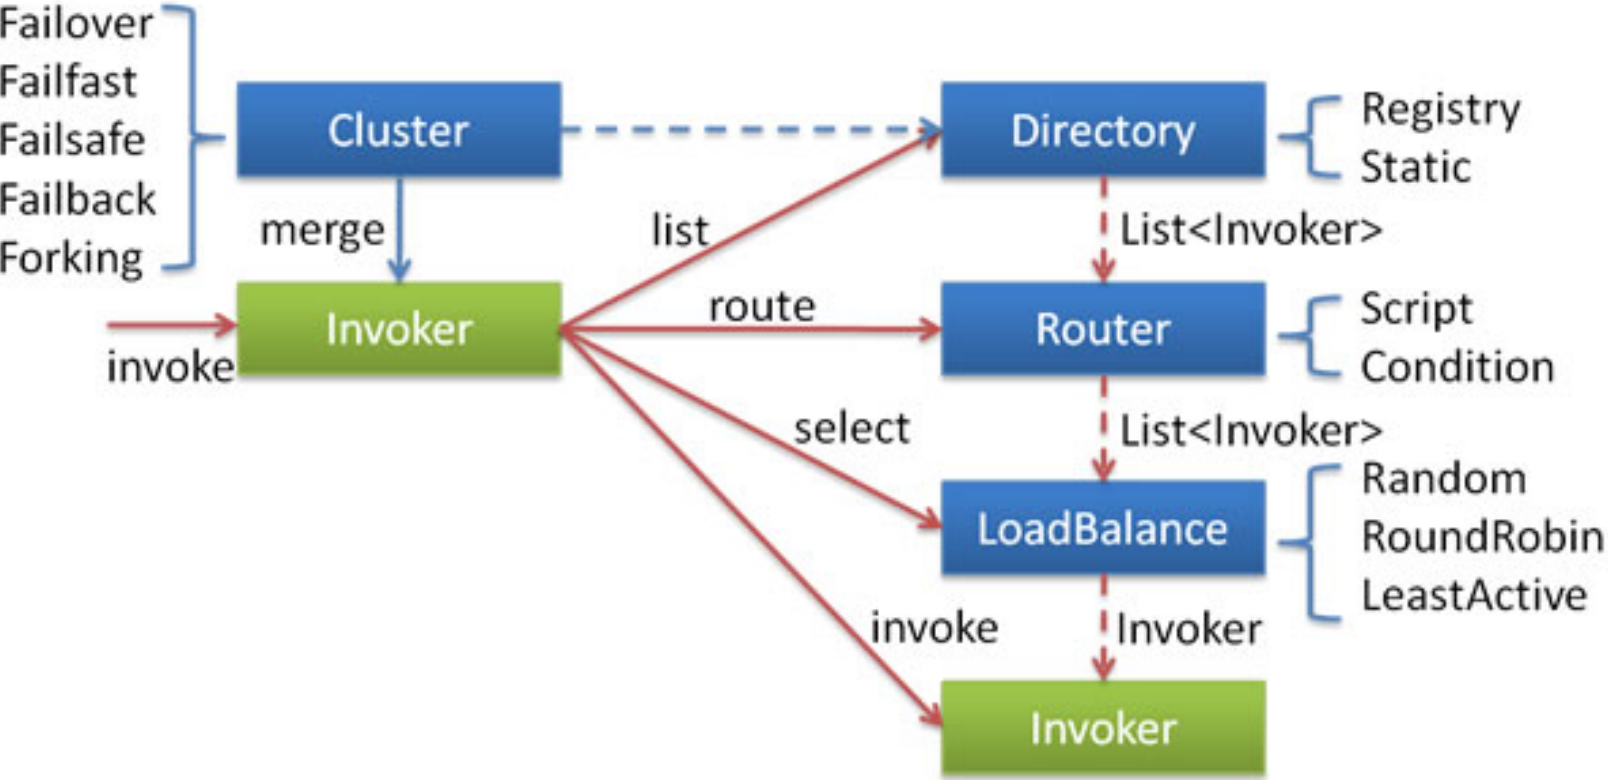 Failover
Failfast
Failsafe
Failback
Forking
Cluster
merge
invoke
Invoker
list
route
select
invoke
Directory
Registry
Static
List<Invoker>
Router
Script
Condition
List<Invoker>
LoadBalance
Random
RoundRobin
LeastActive
Invoker
Invoker